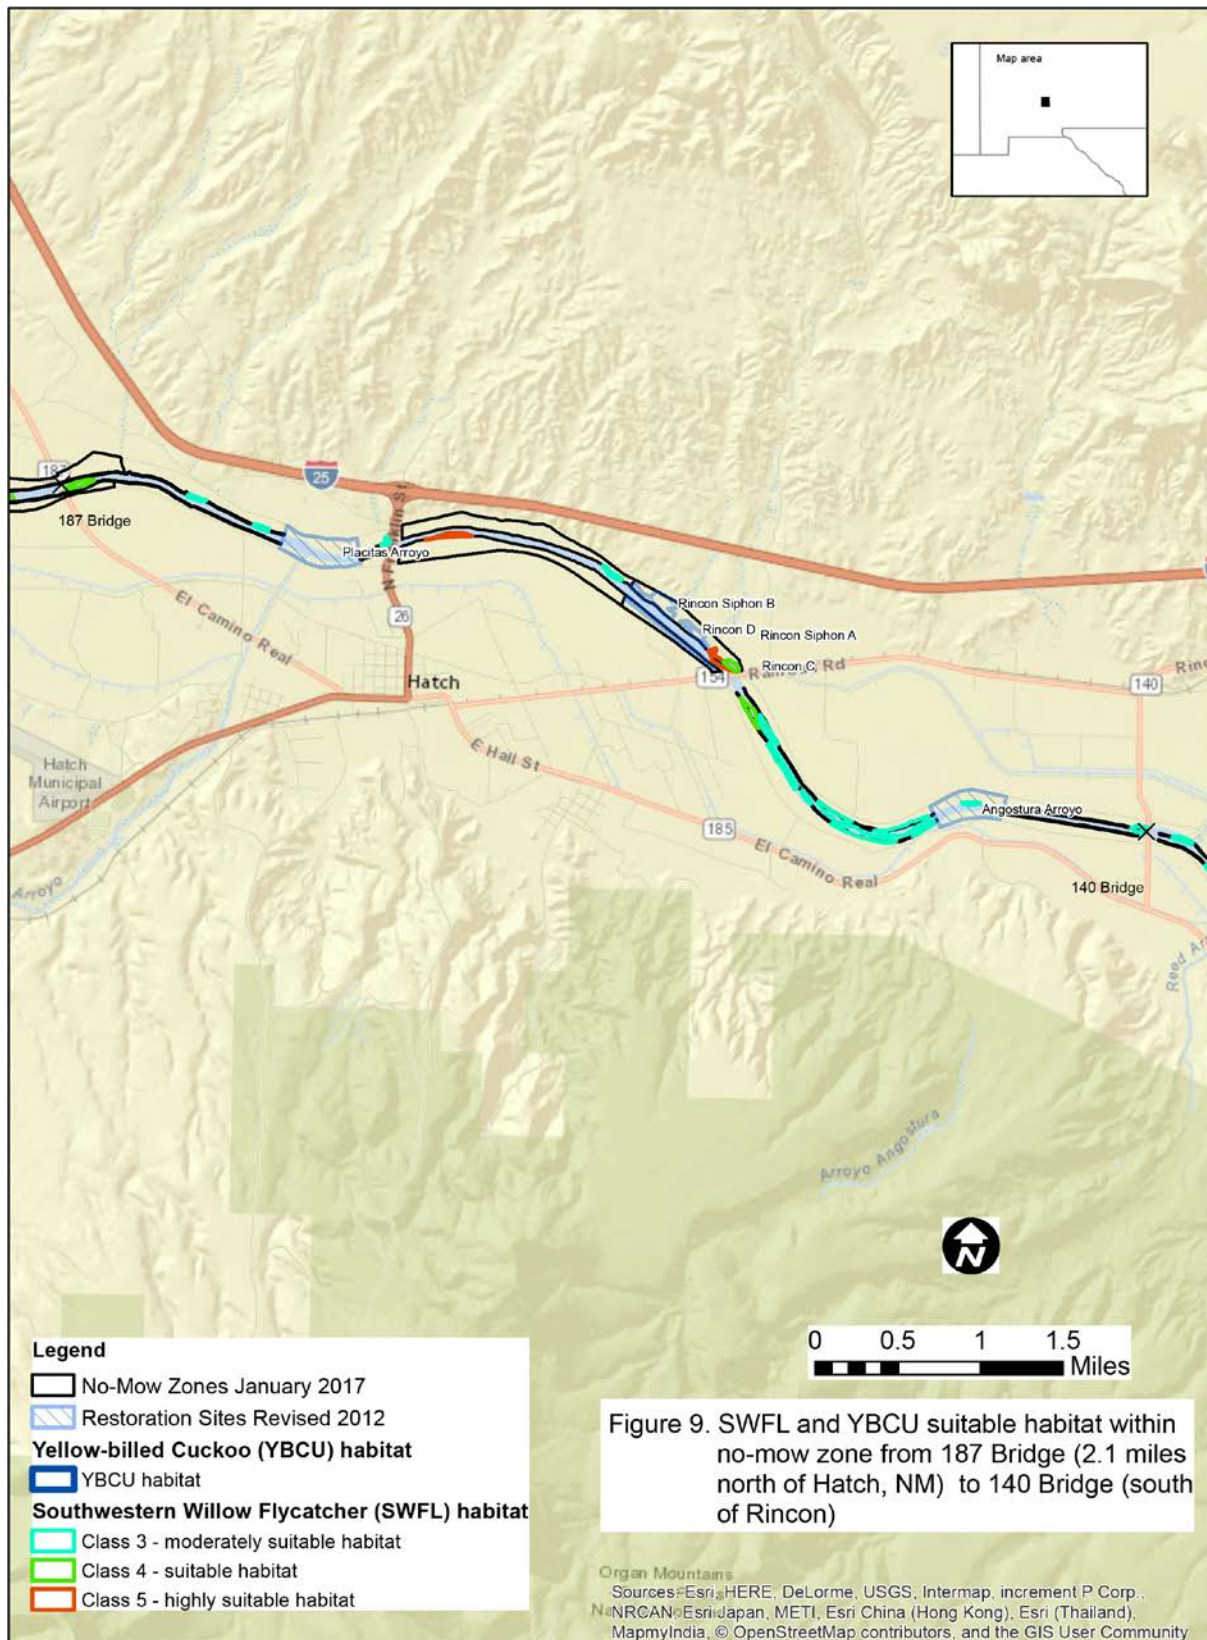 Map area
25
187
187 Bridge
Placitas Arroyo
N Franklin St
26
El Camino Real
Hatch
Rincon Siphon B
Rincon D
Rincon Siphon A
Rincon C
154
Railroad Rd
140
E Hall St
Hatch
Municipal
Airport
185
El Camino Real
Angostura Arroyo
140 Bridge
Arroyo
Arroyo Angostura
N
0 0.5 1 1.5
Miles
Legend
No-Mow Zones January 2017
Restoration Sites Revised 2012
Yellow-billed Cuckoo (YBCU) habitat
YBCU habitat
Southwestern Willow Flycatcher (SWFL) habitat
Class 3 - moderately suitable habitat
Class 4 - suitable habitat
Class 5 - highly suitable habitat
Figure 9. SWFL and YBCU suitable habitat within
no-mow zone from 187 Bridge (2.1 miles
north of Hatch, NM) to 140 Bridge (south
of Rincon)
Organ Mountains
Sources: Esri, HERE, DeLorme, USGS, Intermap, increment P Corp.,
NRCAN, Esri Japan, METI, Esri China (Hong Kong), Esri (Thailand),
MapmyIndia, © OpenStreetMap contributors, and the GIS User Community